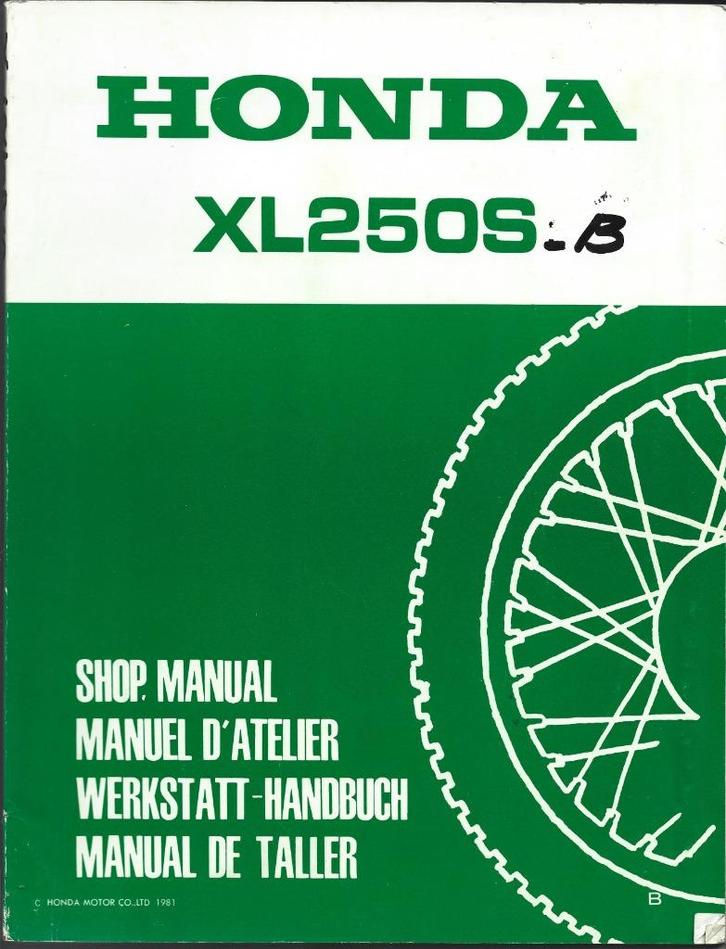 HONDA
XL250S-B
SHOP MANUAL
MANUEL D'ATELIER
WERKSTATT-HANDBUCH
MANUAL DE TALLER
C HONDA MOTOR CO.,LTD 1981
B